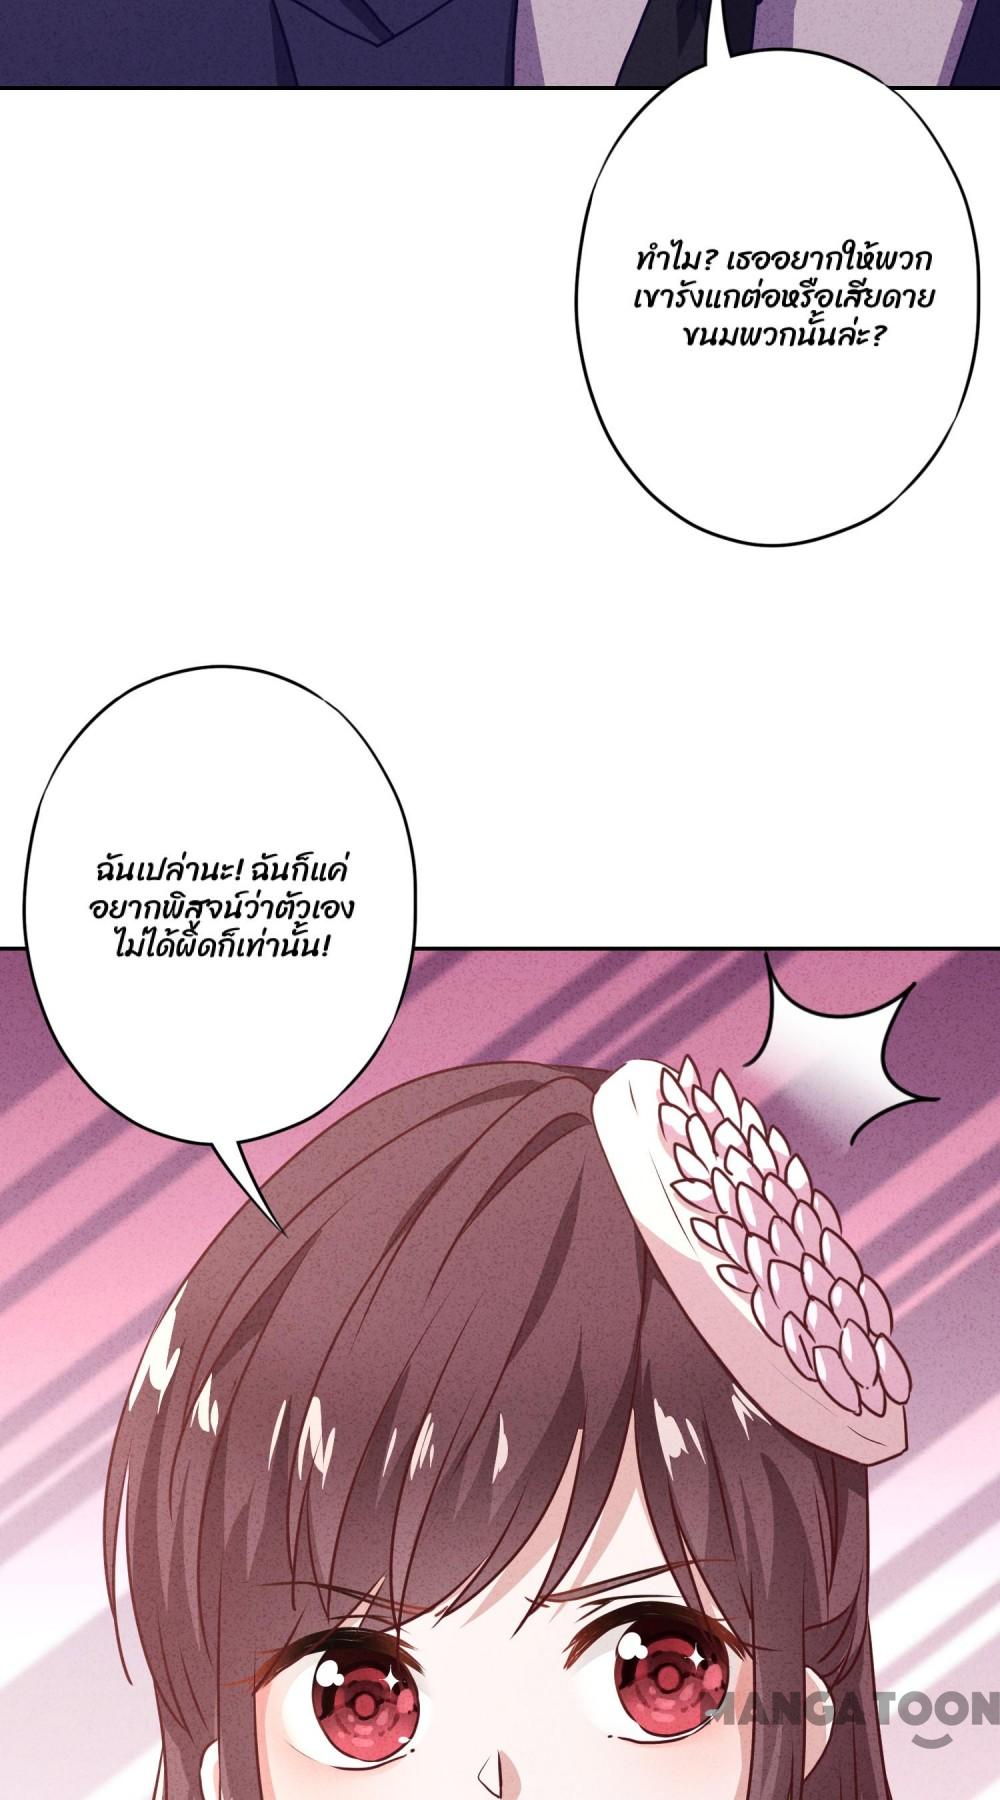 ทำไม? เธออยากให้พวก
เขารังแกต่อหรือเสียดาย
ขนมพวกนั้นล่ะ?
ฉันเปล่านะ! ฉันก็แค่
อยากพิสูจน์ว่าตัวเอง
ไม่ได้ผิดก็เท่านั้น!
MANGATOON